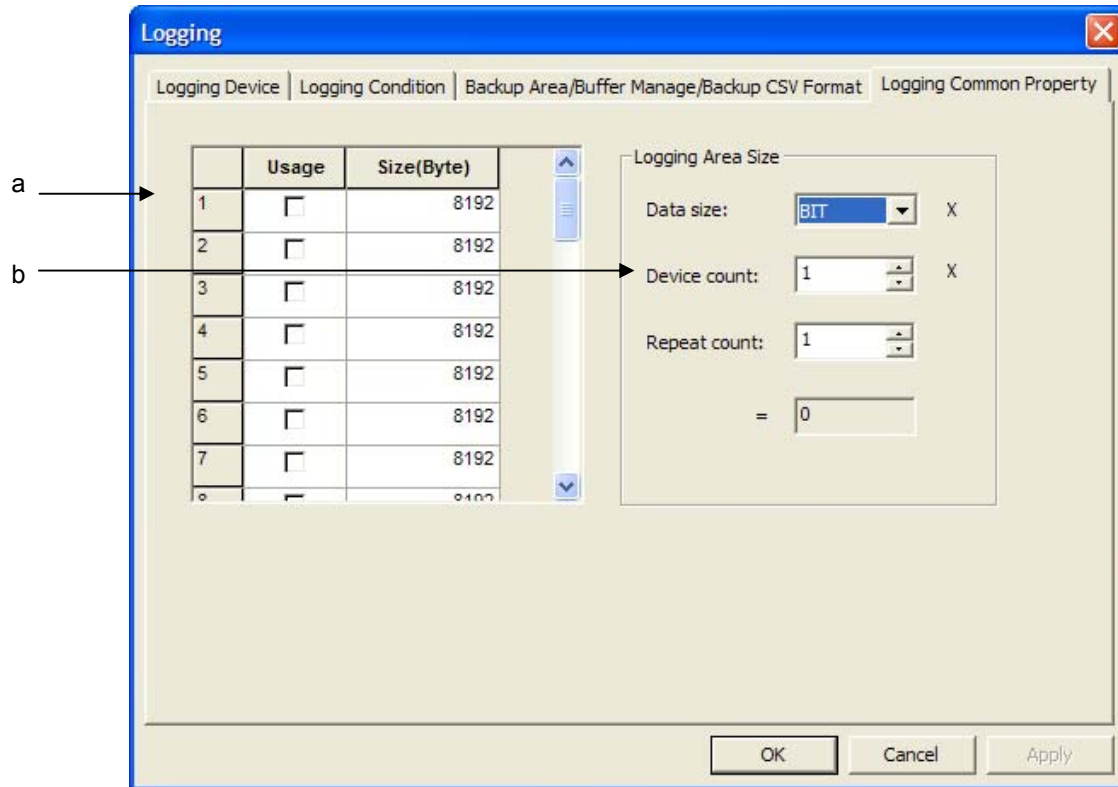 Logging
Logging Device Logging Condition Backup Area/Buffer Manage/Backup CSV Format Logging Common Property
a
b
Usage Size(Byte)
1 8192
2 8192
3 8192
4 8192
5 8192
6 8192
7 8192
8 8192
Logging Area Size
Data size: BIT X
Device count: 1 X
Repeat count: 1
= 0
OK Cancel Apply